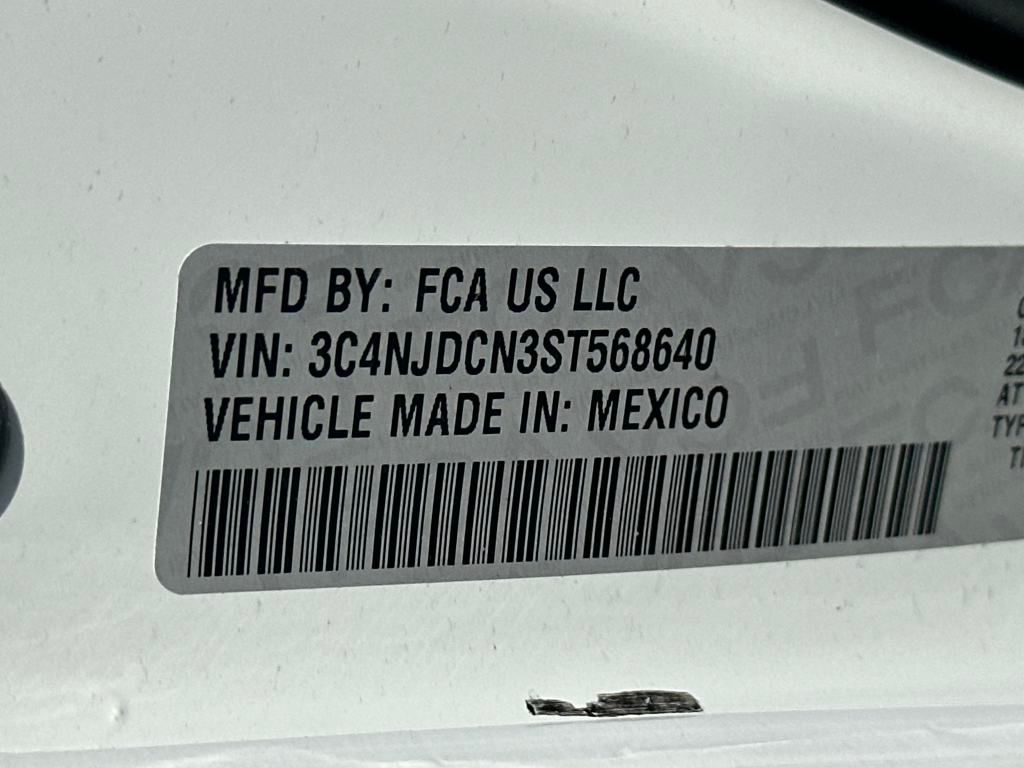 MFD BY: FCA US LLC
VIN: 3C4NJDCN3ST568640
VEHICLE MADE IN: MEXICO